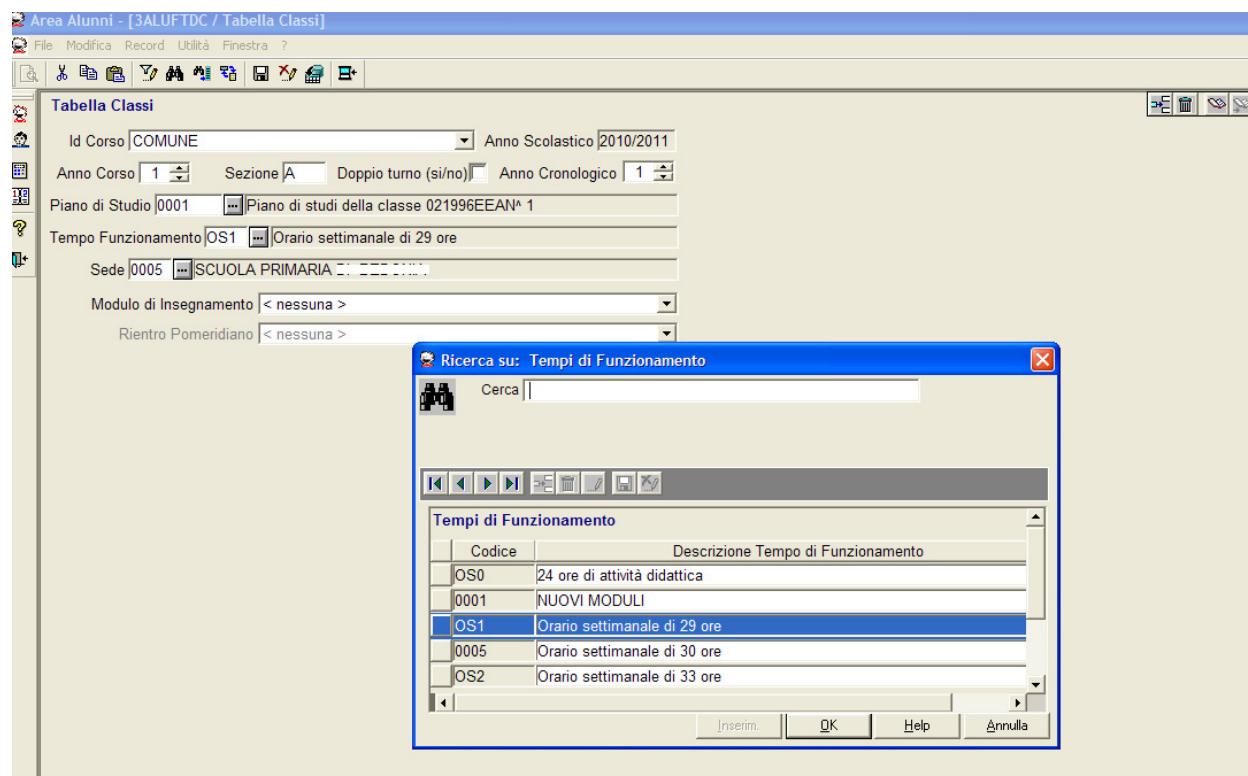 Area Alunni - [3ALUFTDC / Tabella Classi]
File Modifica Record Utilità Finestra ?
Tabella Classi
Id Corso COMUNE Anno Scolastico 2010/2011
Anno Corso 1 Sezione A Doppio turno (si/no) Anno Cronologico 1
Piano di Studio 0001 ... Piano di studi della classe 021996EEAN^ 1
Tempo Funzionamento OS1 ... Orario settimanale di 29 ore
Sede 0005 ... SCUOLA PRIMARIA
Modulo di Insegnamento < nessuna >
Rientro Pomeridiano < nessuna >
Ricerca su: Tempi di Funzionamento
Cerca
Tempi di Funzionamento
Codice Descrizione Tempo di Funzionamento
OS0 24 ore di attività didattica
0001 NUOVI MODULI
OS1 Orario settimanale di 29 ore
0005 Orario settimanale di 30 ore
OS2 Orario settimanale di 33 ore
Inserim. OK Help Annulla